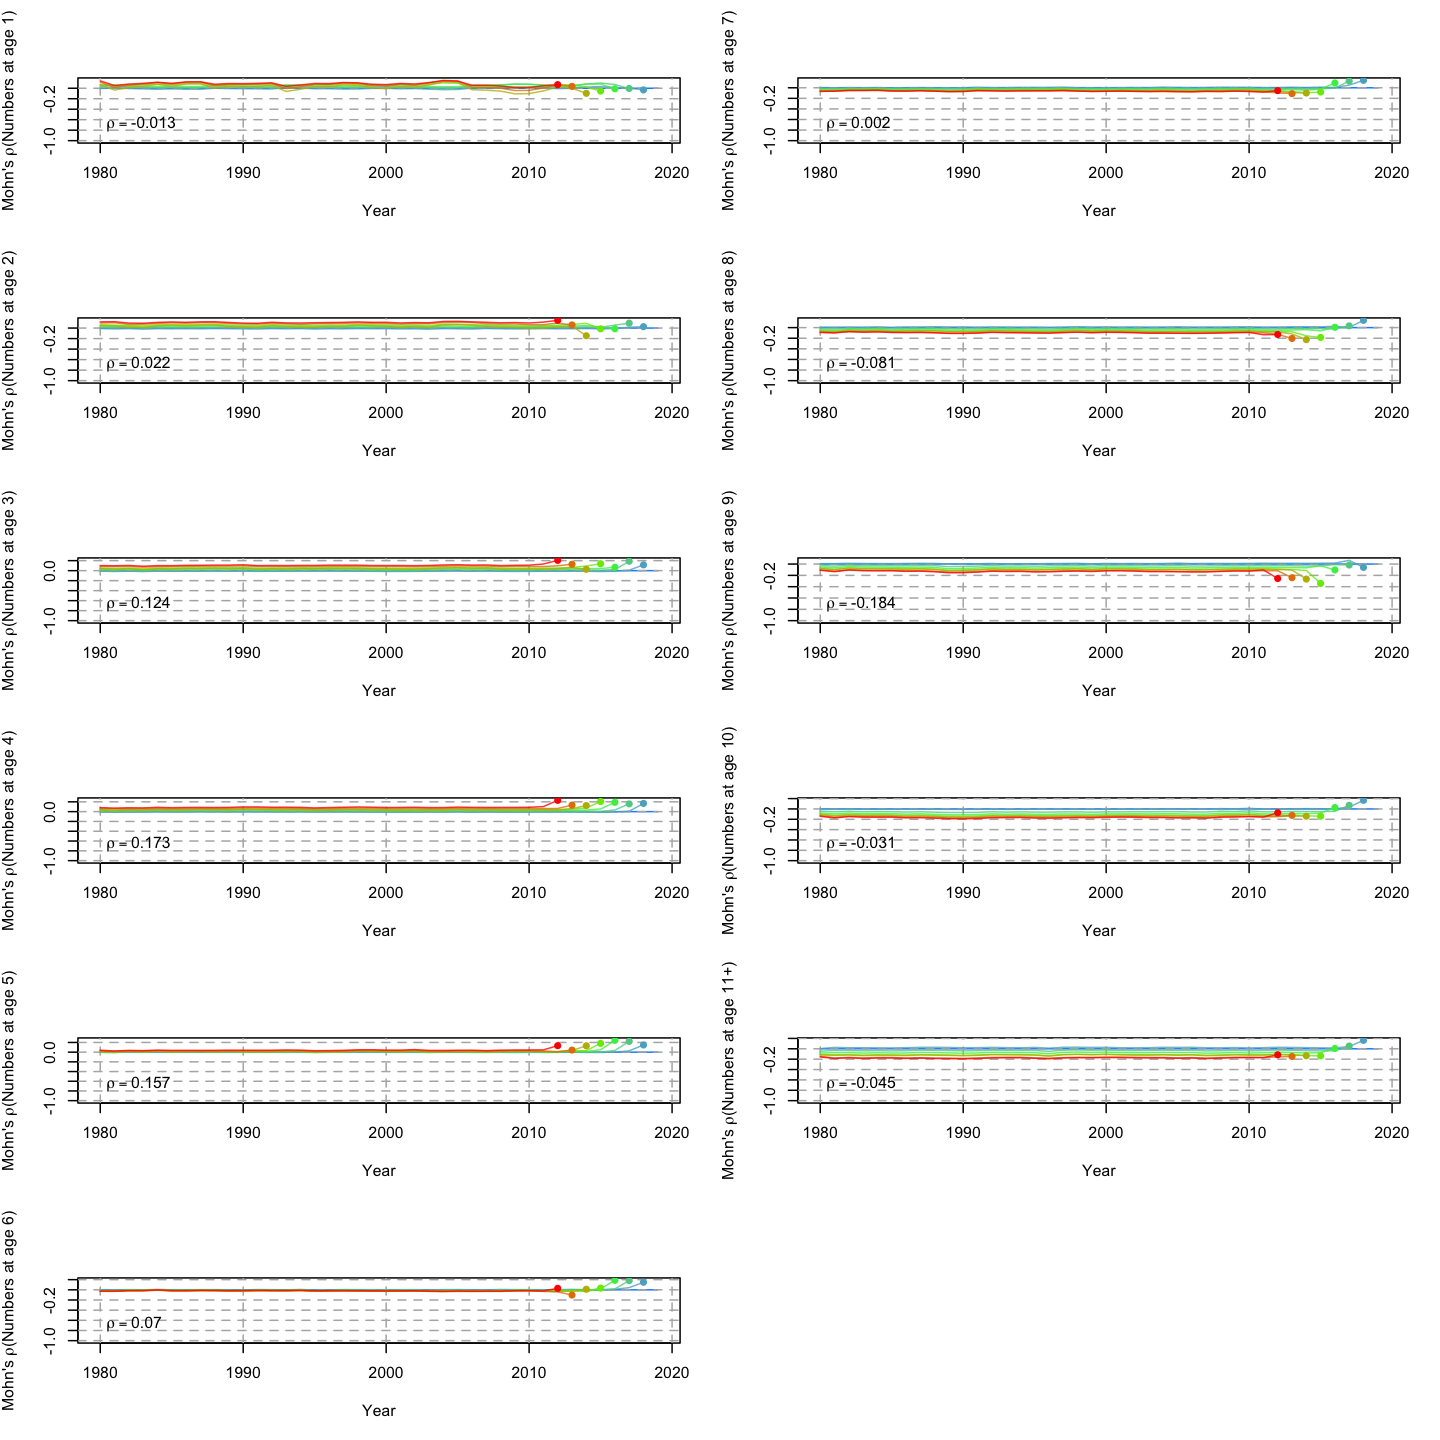 Mohn's ρ(Numbers at age 1)
-0.2
-1.0
ρ = -0.013
1980 1990 2000 2010 2020
Year
Mohn's ρ(Numbers at age 2)
-0.2
-1.0
ρ = 0.022
1980 1990 2000 2010 2020
Year
Mohn's ρ(Numbers at age 3)
0.0
-1.0
ρ = 0.124
1980 1990 2000 2010 2020
Year
Mohn's ρ(Numbers at age 4)
0.0
-1.0
ρ = 0.173
1980 1990 2000 2010 2020
Year
Mohn's ρ(Numbers at age 5)
0.0
-1.0
ρ = 0.157
1980 1990 2000 2010 2020
Year
Mohn's ρ(Numbers at age 6)
-0.2
-1.0
ρ = 0.07
1980 1990 2000 2010 2020
Year
Mohn's ρ(Numbers at age 7)
-0.2
-1.0
ρ = 0.002
1980 1990 2000 2010 2020
Year
Mohn's ρ(Numbers at age 8)
-0.2
-1.0
ρ = -0.081
1980 1990 2000 2010 2020
Year
Mohn's ρ(Numbers at age 9)
-0.2
-1.0
ρ = -0.184
1980 1990 2000 2010 2020
Year
Mohn's ρ(Numbers at age 10)
-0.2
-1.0
ρ = -0.031
1980 1990 2000 2010 2020
Year
Mohn's ρ(Numbers at age 11+)
-0.2
-1.0
ρ = -0.045
1980 1990 2000 2010 2020
Year